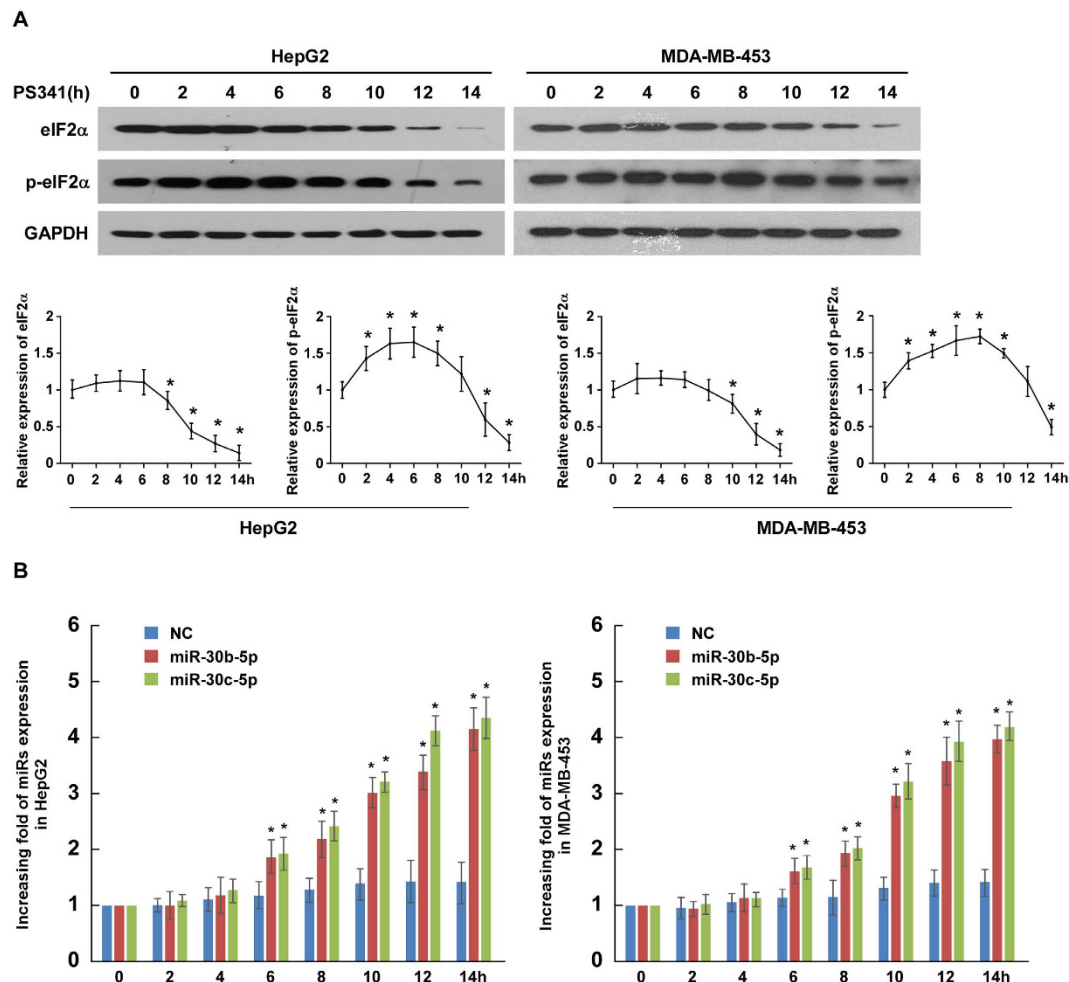 A
HepG2 MDA-MB-453
PS341(h) 0 2 4 6 8 10 12 14 0 2 4 6 8 10 12 14
eIF2α
p-eIF2α
GAPDH
Relative expression of eIF2α
2
1.5
1
0.5
0
* * * *
0 2 4 6 8 10 12 14h
Relative expression of p-eIF2α
2
1.5
1
0.5
0
* * * * * *
0 2 4 6 8 10 12 14h
HepG2
Relative expression of eIF2α
2
1.5
1
0.5
0
* * *
0 2 4 6 8 10 12 14h
Relative expression of p-eIF2α
2
1.5
1
0.5
0
* * * * * *
0 2 4 6 8 10 12 14h
MDA-MB-453
B
Increasing fold of miRs expression
in HepG2
6
5
4
3
2
1
0
NC
miR-30b-5p
miR-30c-5p
* * * * * * * * * *
0 2 4 6 8 10 12 14h
Increasing fold of miRs expression
in MDA-MB-453
6
5
4
3
2
1
0
NC
miR-30b-5p
miR-30c-5p
* * * * * * * * * *
0 2 4 6 8 10 12 14h